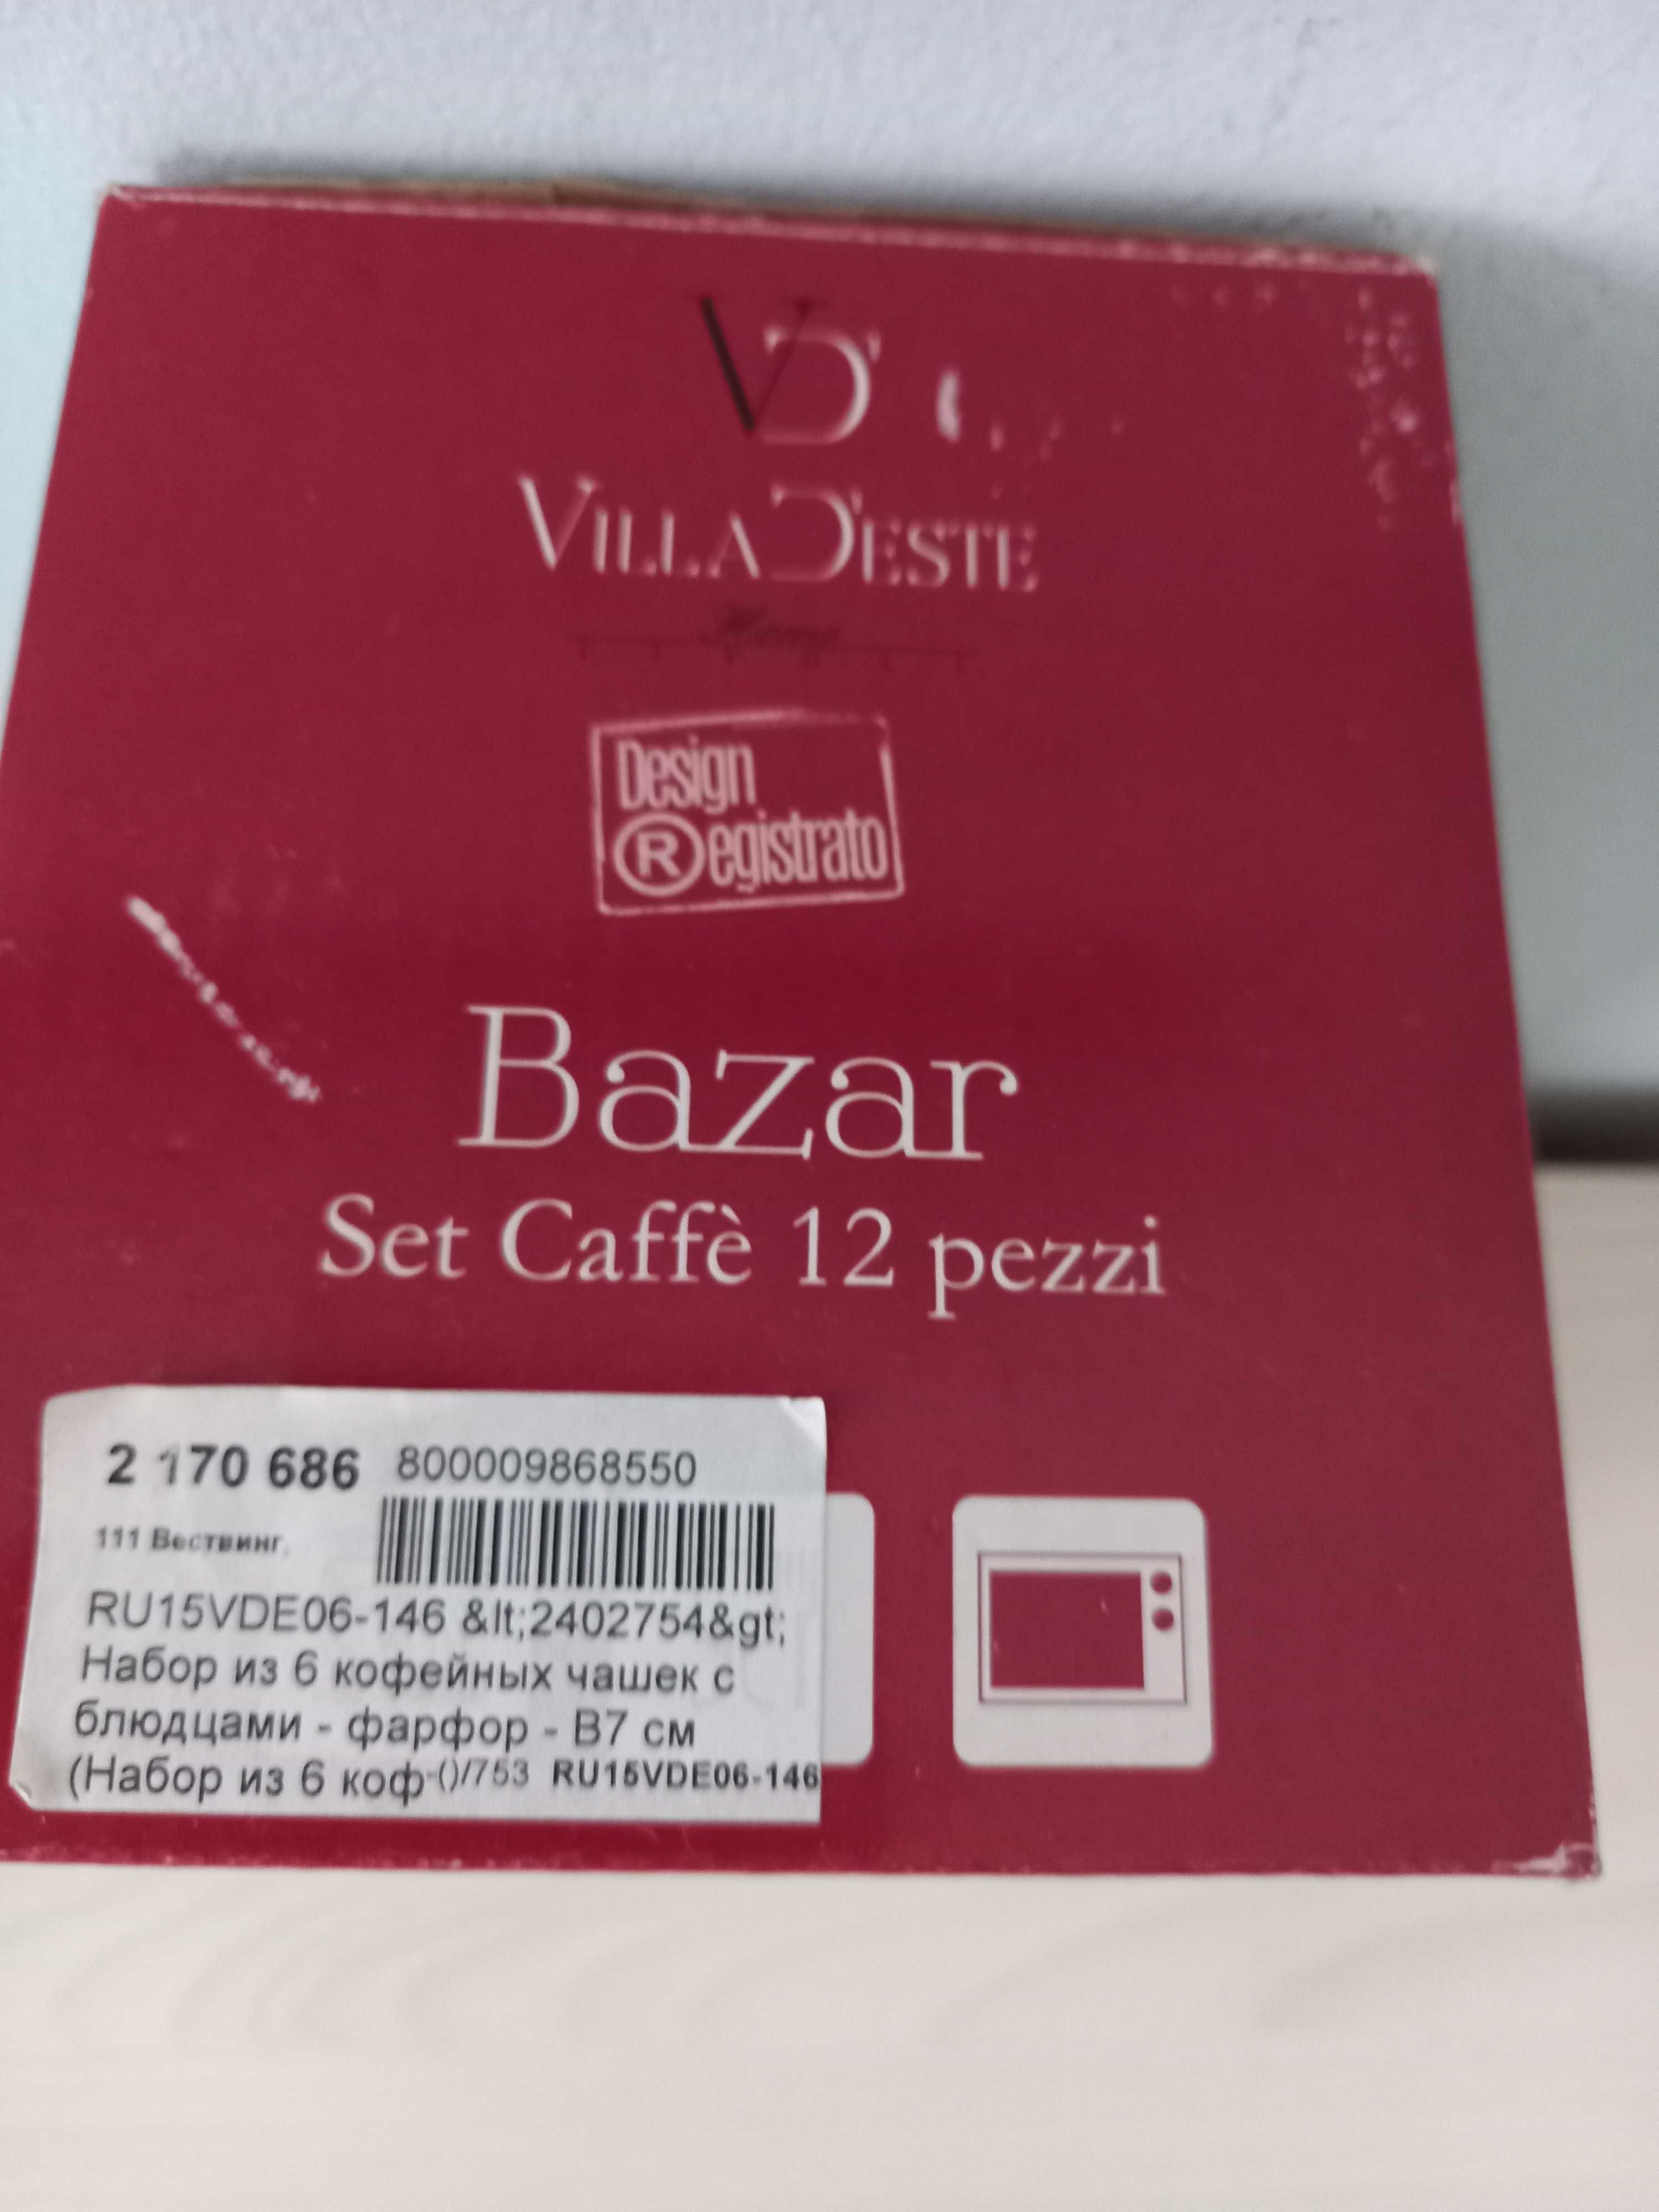 VD'
VILLA D'ESTE
Home
Design
Registrato
Bazar
Set Caffè 12 pezzi
2 170 686 800009868550
111 Вествинг,
RU15VDE06-146 &lt;2402754&gt;
Набор из 6 кофейных чашек с
блюдцами - фарфор - В7 см
(Набор из 6 коф-()/753 RU15VDE06-146